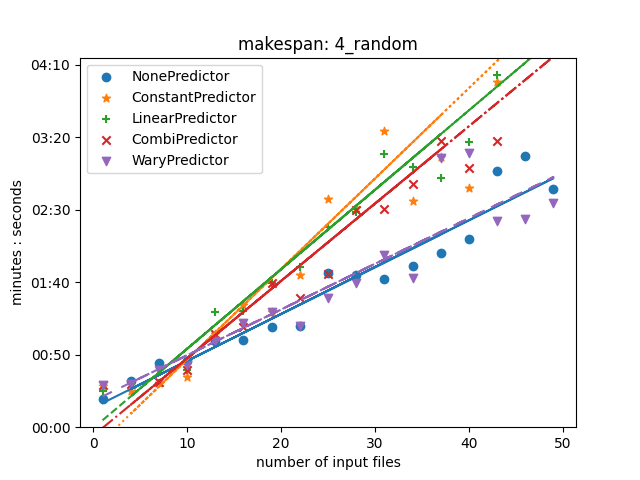 makespan: 4_random
04:10
03:20
02:30
01:40
00:50
00:00
minutes : seconds
NonePredictor
ConstantPredictor
LinearPredictor
CombiPredictor
WaryPredictor
0 10 20 30 40 50
number of input files